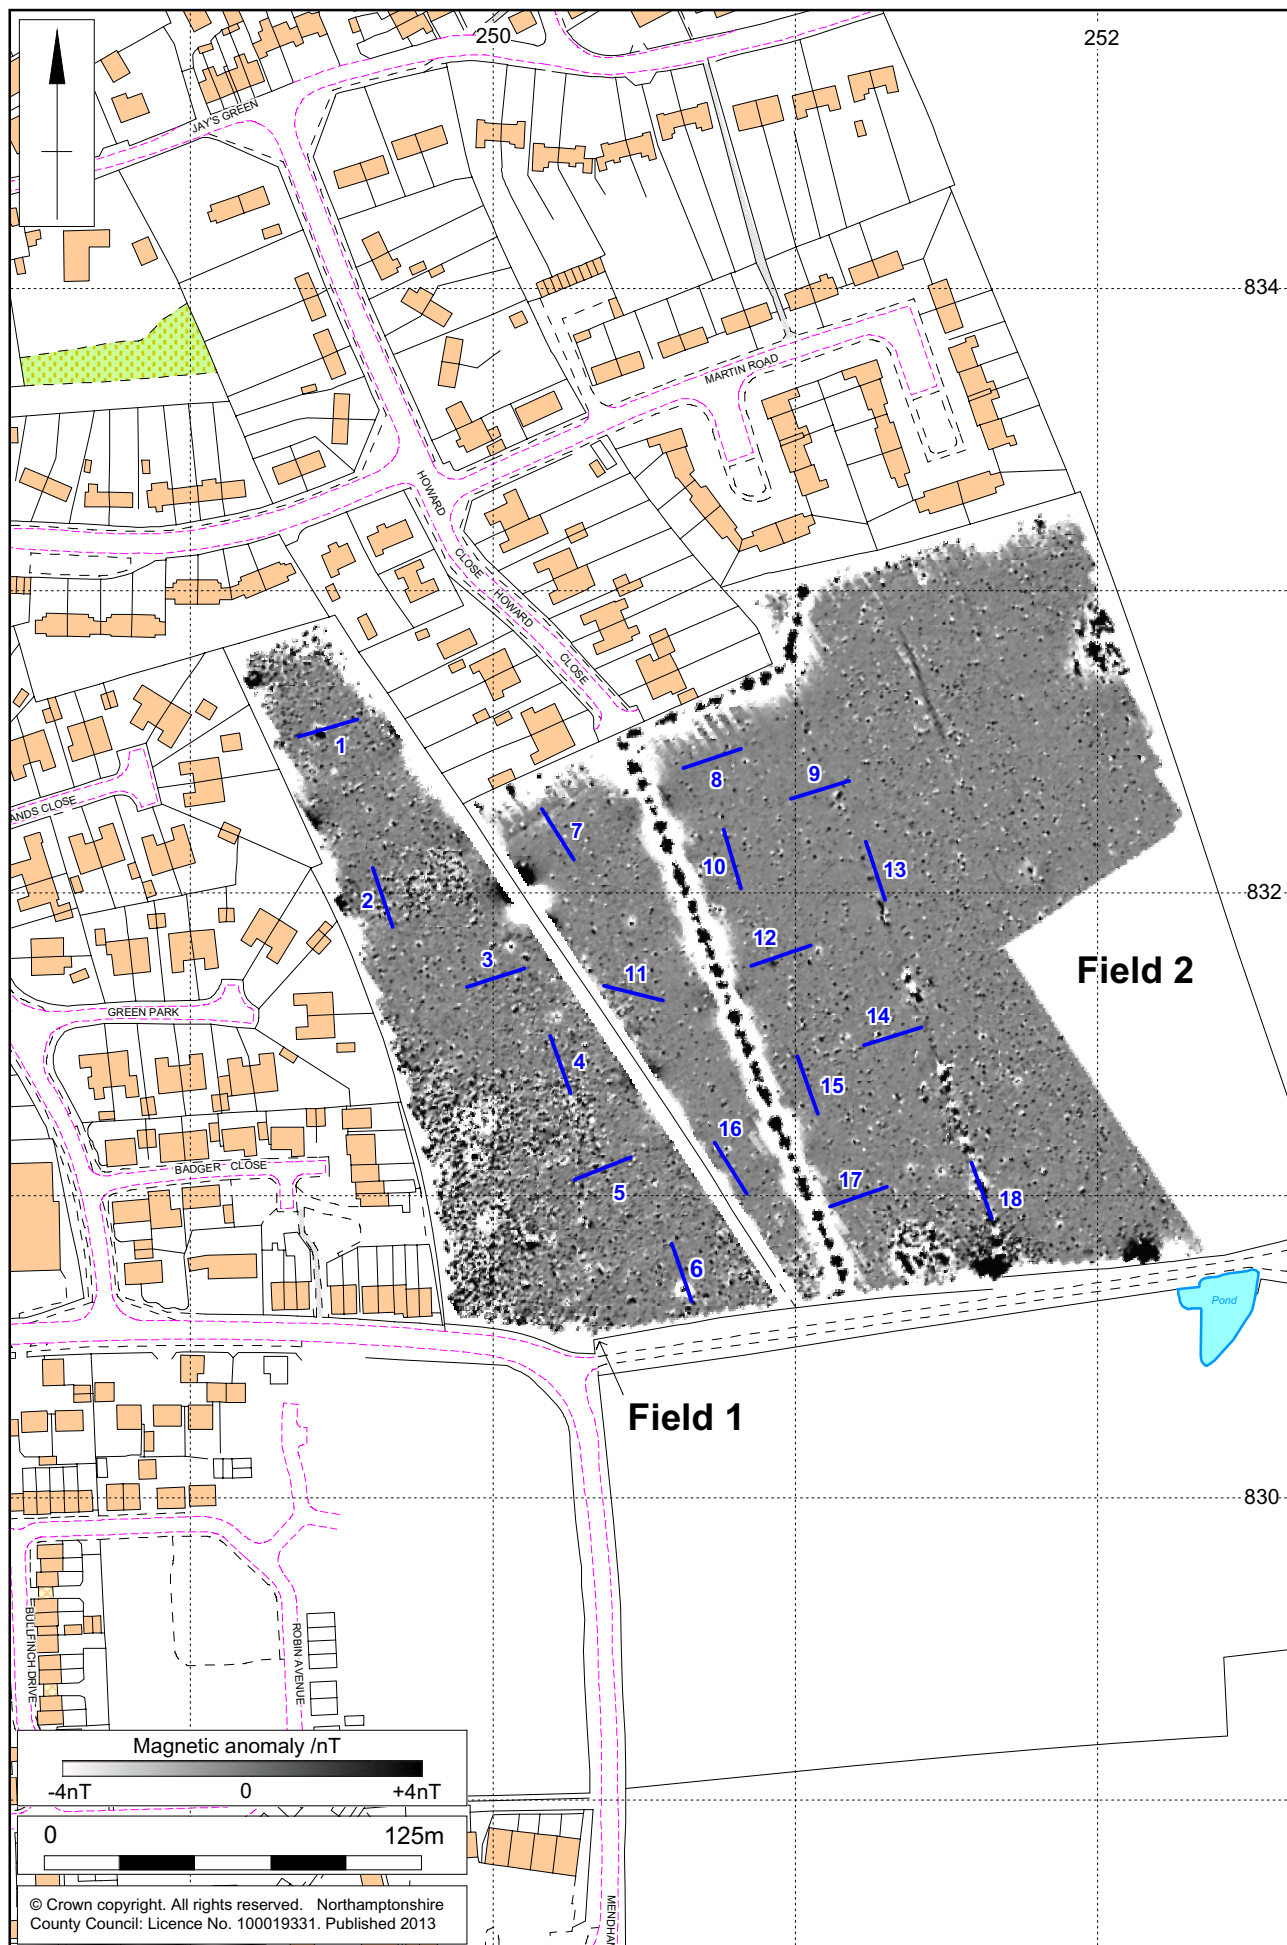 250
252
JAY'S GREEN
834
MARTIN ROAD
HOWARD
CLOSE
HOWARD
CLOSE
1
8
9
ANDS CLOSE
7
10
13
2
832
12
3
11
Field 2
GREEN PARK
14
4
15
16
BADGER CLOSE
5
17
18
6
Pond
Field 1
830
BULLFINCH DRIVE
ROBIN AVENUE
Magnetic anomaly /nT
-4nT 0 +4nT
0 125m
© Crown copyright. All rights reserved. Northamptonshire
County Council: Licence No. 100019331. Published 2013
MENDHAM